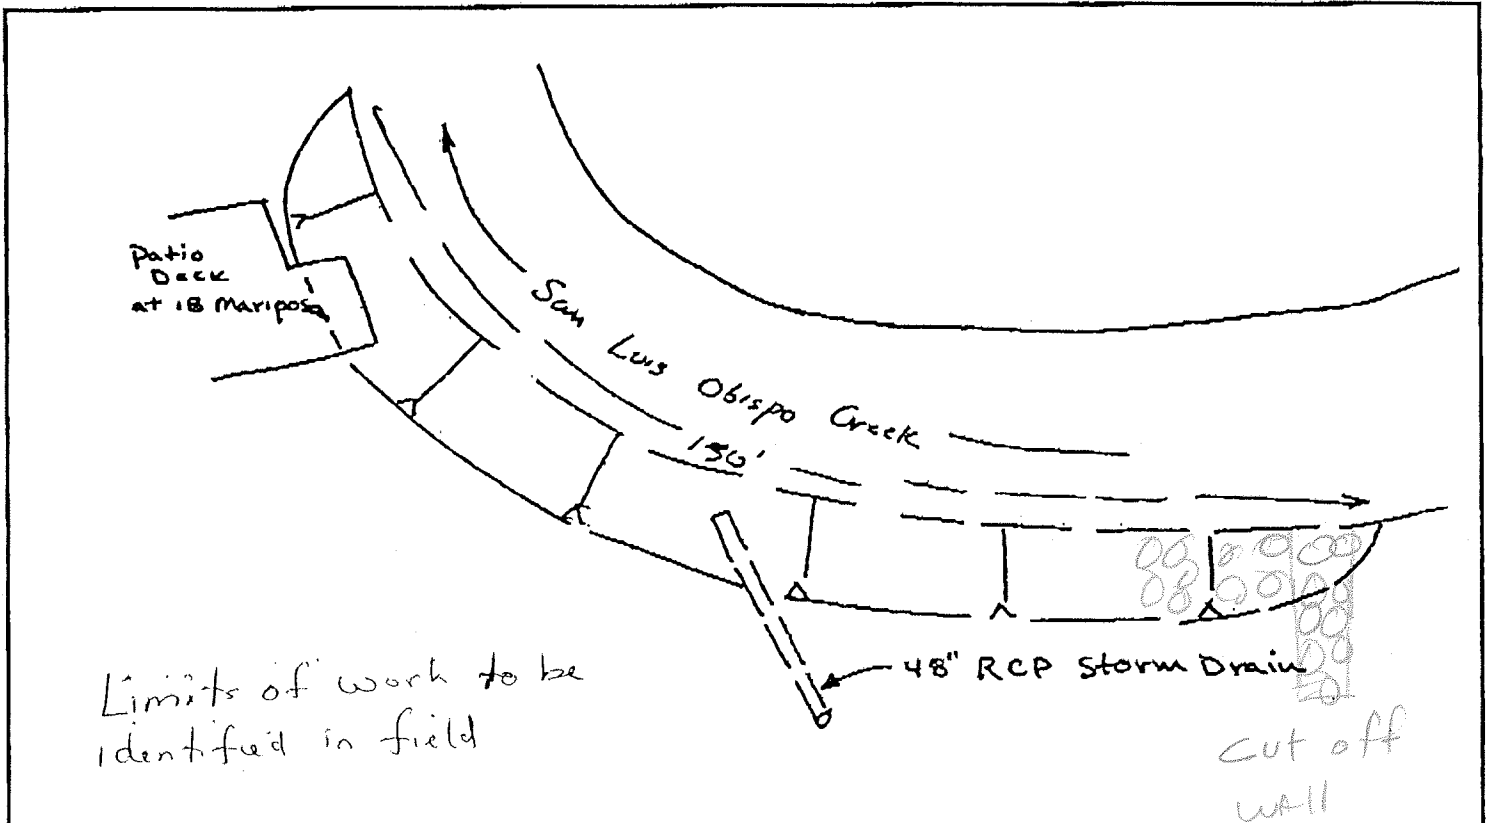 Patio
Deck
at 18 Mariposa
San Luis Obispo Creek
150'
48" RCP Storm Drain
Limits of work to be
identified in field
Cut off
wall